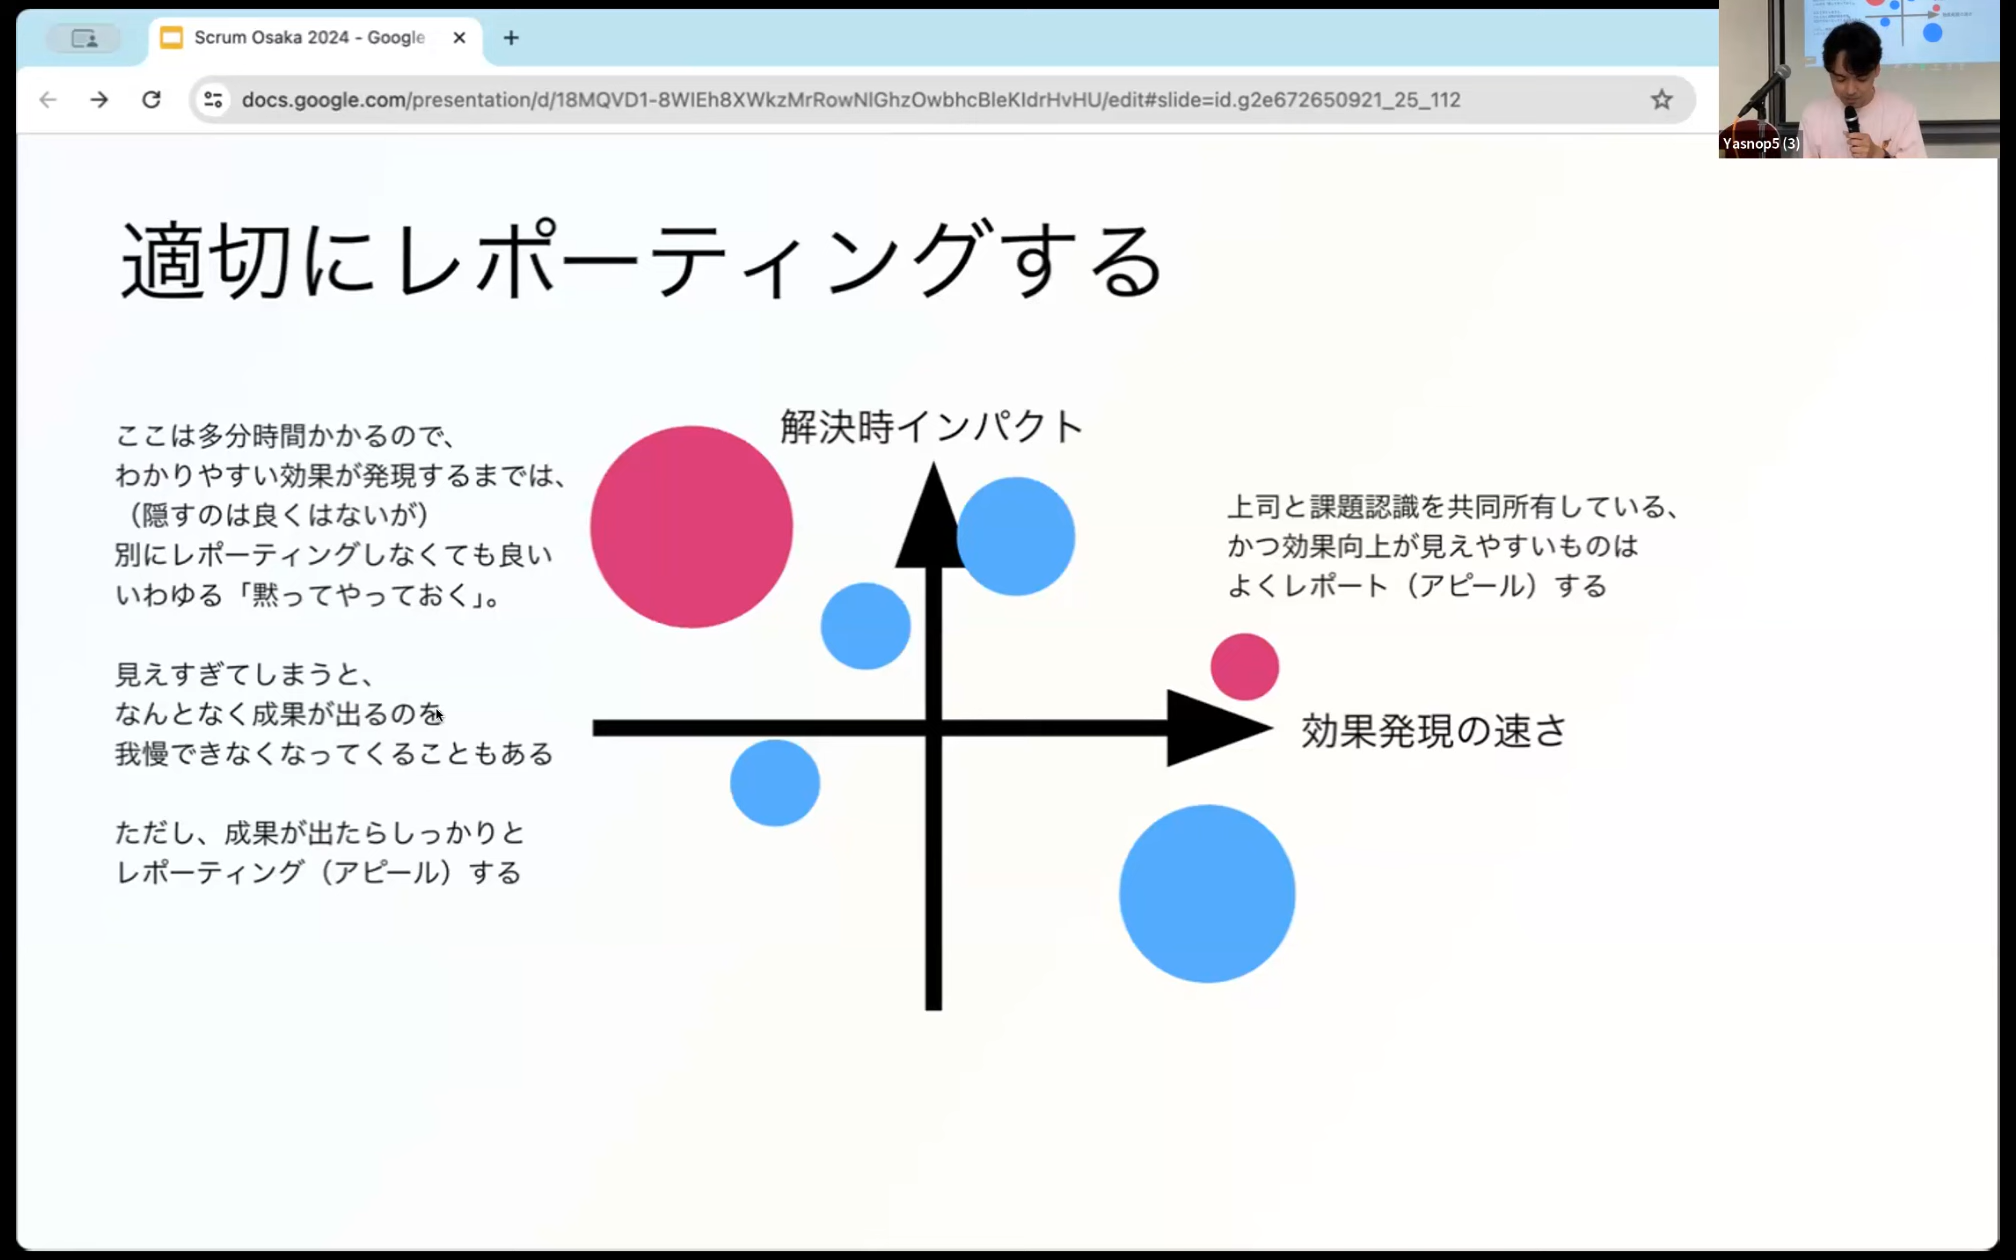 Scrum Osaka 2024 - Google
docs.google.com/presentation/d/18MQVD1-8WIEh8XWkzMrRowNlGhzOwbhcBleKIdrHvHU/edit#slide=id.g2e672650921_25_112
Yasnop5 (3)
適切にレポーティングする
ここは多分時間かかるので、
わかりやすい効果が発現するまでは、
（隠すのは良くはないが）
別にレポーティングしなくても良い
いわゆる「黙ってやっておく」。
見えすぎてしまうと、
なんとなく成果が出るのを
我慢できなくなってくることもある
ただし、成果が出たらしっかりと
レポーティング（アピール）する
解決時インパクト
上司と課題認識を共同所有している、
かつ効果向上が見えやすいものは
よくレポート（アピール）する
効果発現の速さ